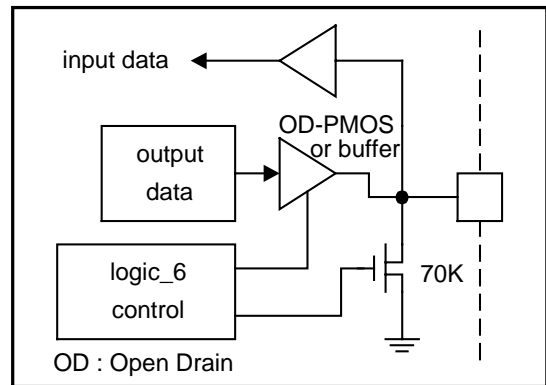 input data
OD-PMOS
or buffer
output
data
logic_6
control
70K
OD : Open Drain